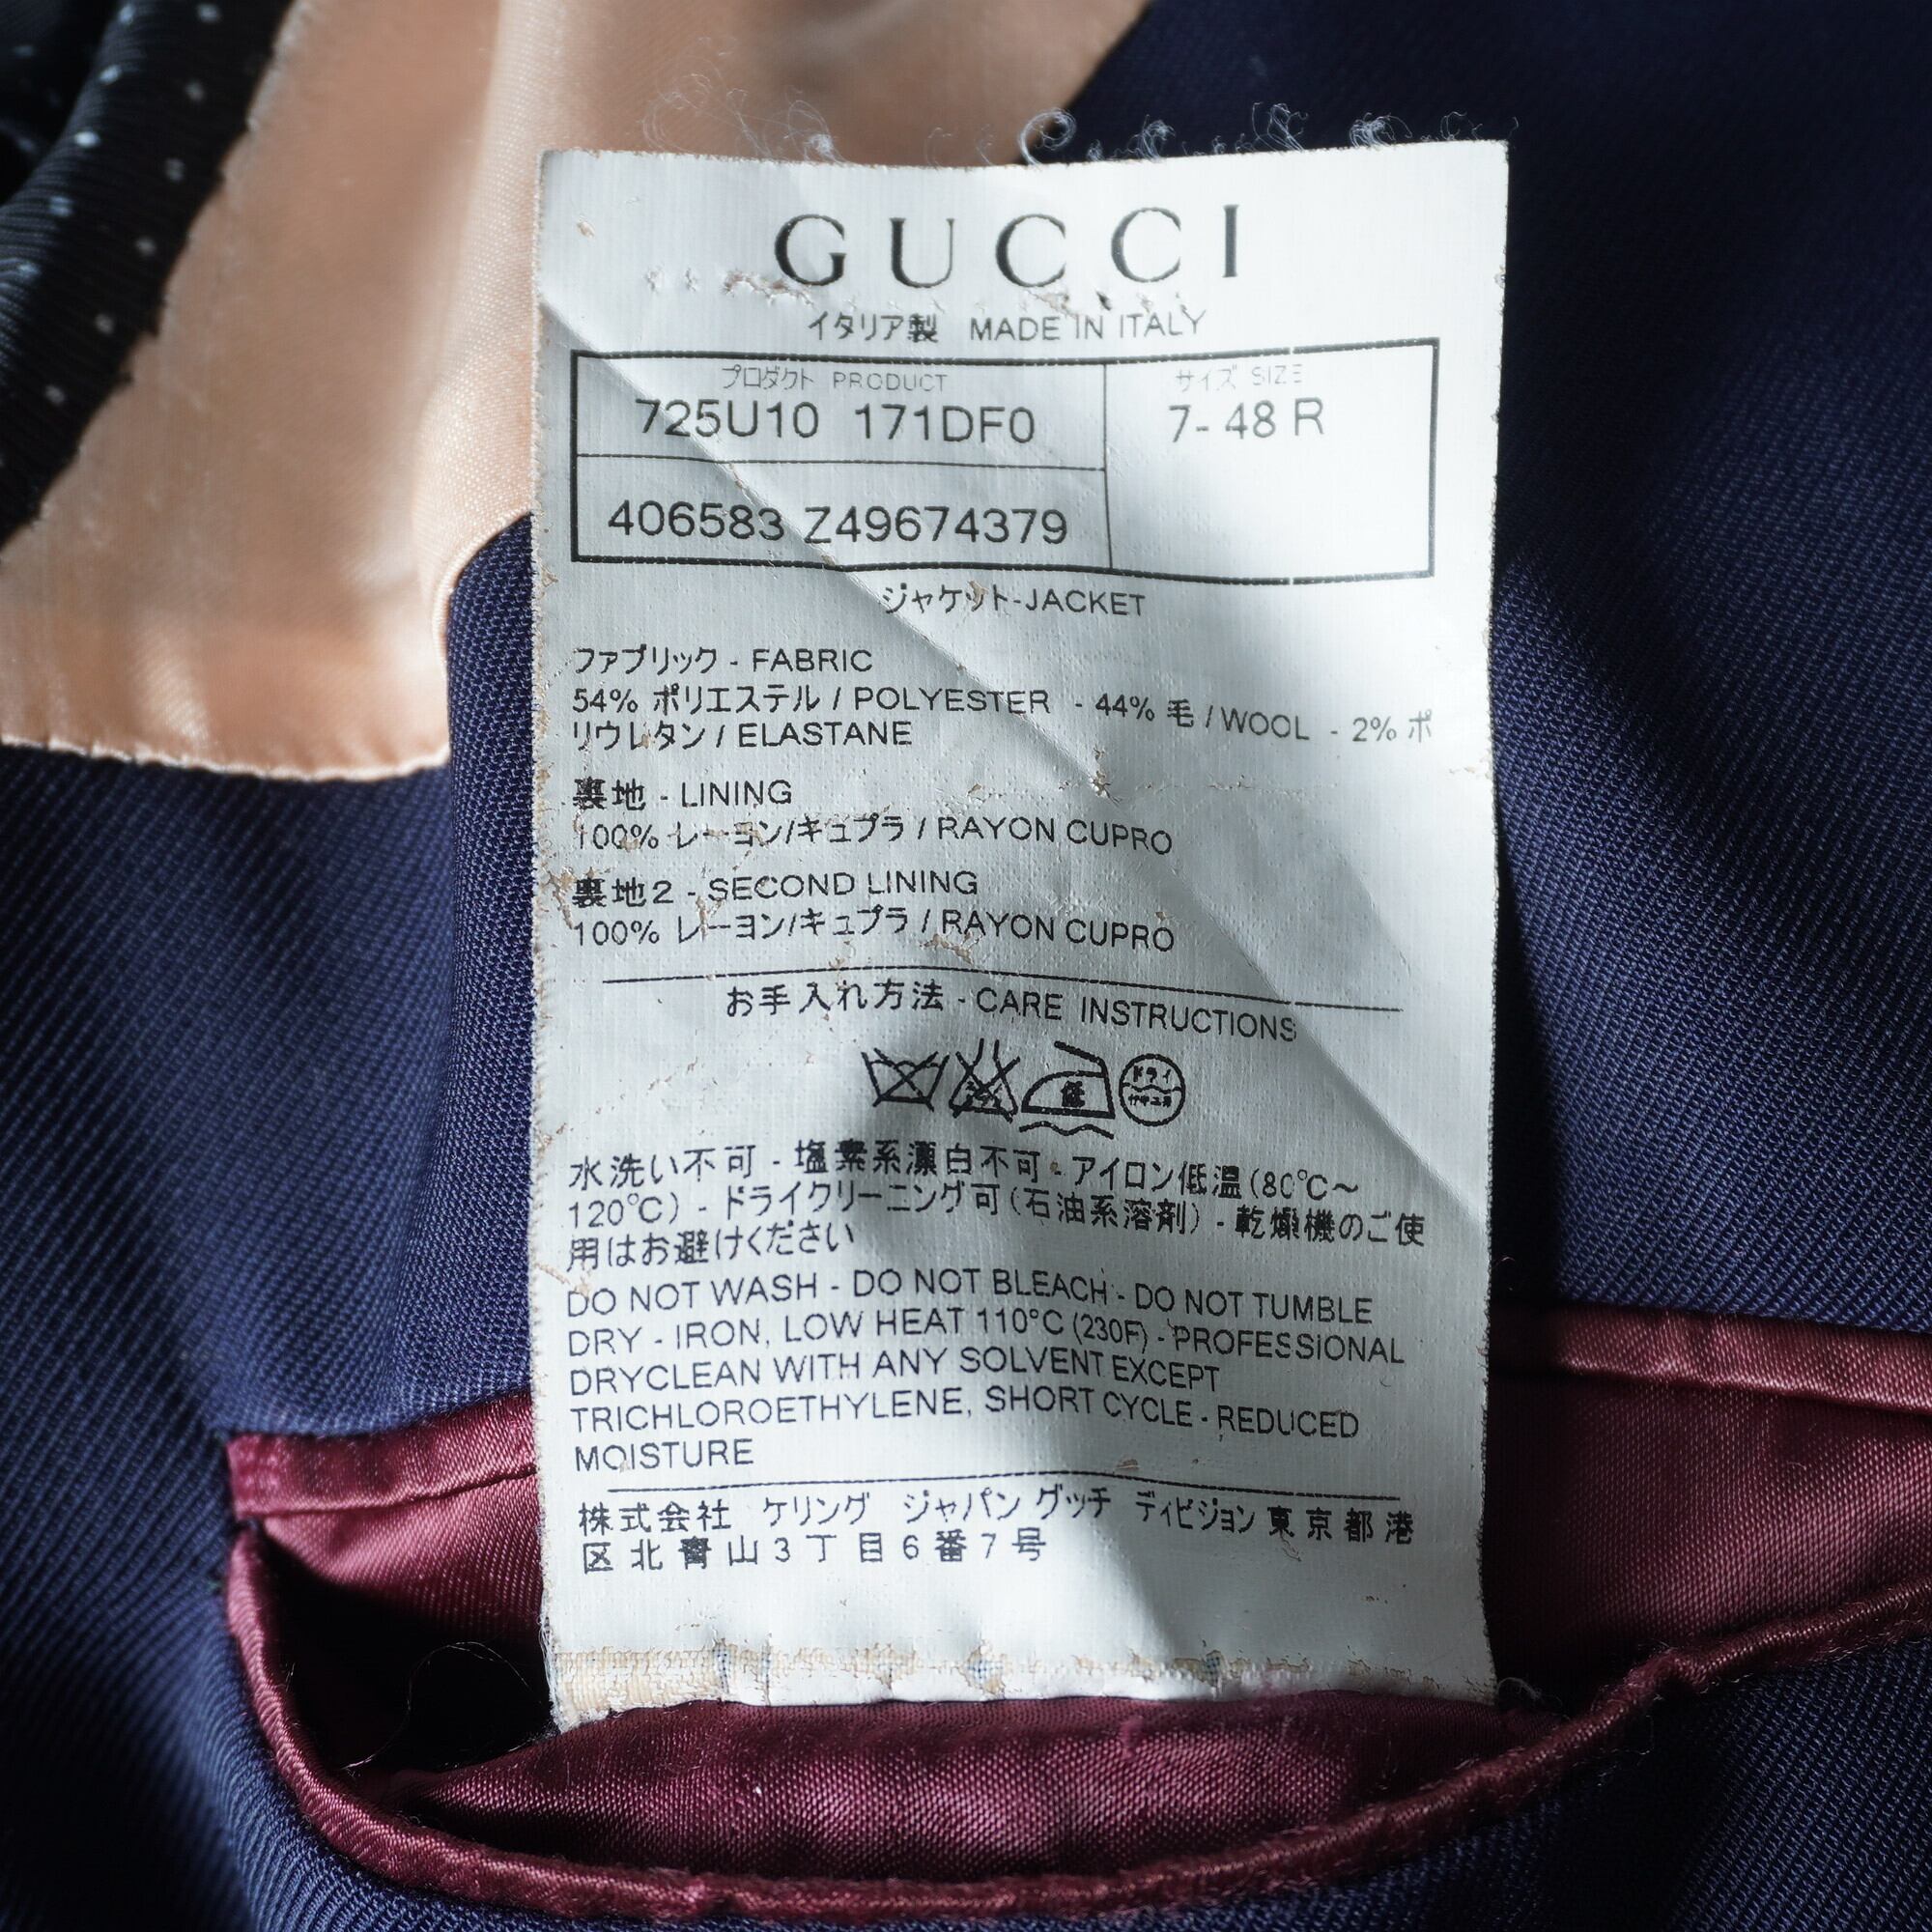 GUCCI
イタリア製 MADE IN ITALY
プロダクト PRODUCT
サイズ SIZE
725U10 171DF0
7- 48 R
406583 Z49674379
ジャケット-JACKET
ファブリック - FABRIC
54% ポリエステル / POLYESTER - 44% 毛 / WOOL - 2% ポ
リウレタン / ELASTANE
裏地 - LINING
100% レーヨン/キュプラ / RAYON CUPRO
裏地2 - SECOND LINING
100% レーヨン/キュプラ / RAYON CUPRO
お手入れ方法 - CARE INSTRUCTIONS
低 ドライ
水洗い不可 - 塩素系漂白不可 - アイロン低温(80℃～
120℃) - ドライクリーニング可(石油系溶剤) - 乾燥機のご使
用はお避けください
DO NOT WASH - DO NOT BLEACH - DO NOT TUMBLE
DRY - IRON, LOW HEAT 110°C (230F) - PROFESSIONAL
DRYCLEAN WITH ANY SOLVENT EXCEPT
TRICHLOROETHYLENE, SHORT CYCLE - REDUCED
MOISTURE
株式会社 ケリング ジャパン グッチ ディビジョン 東京都港
区北青山3丁目6番7号